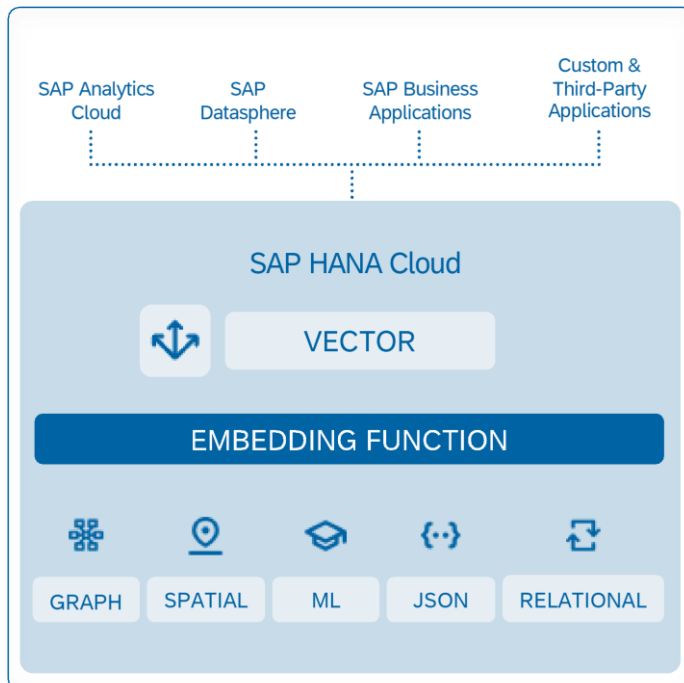 SAP Analytics
Cloud
SAP
Datasphere
SAP Business
Applications
Custom &
Third-Party
Applications
SAP HANA Cloud
VECTOR
EMBEDDING FUNCTION
GRAPH
SPATIAL
ML
JSON
RELATIONAL